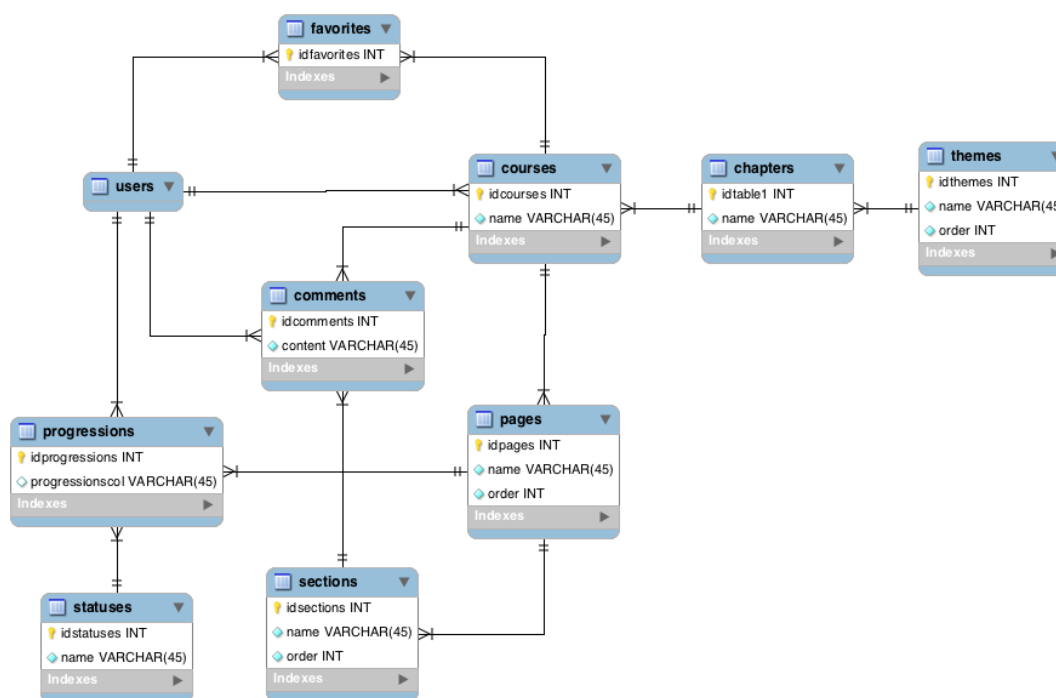 favorites
idfavorites INT
Indexes
users
courses
idcourses INT
name VARCHAR(45)
Indexes
chapters
idtable1 INT
name VARCHAR(45)
Indexes
themes
idthemes INT
name VARCHAR(45
order INT
Indexes
comments
idcomments INT
content VARCHAR(45)
Indexes
progressions
idprogressions INT
progressionscol VARCHAR(45)
Indexes
pages
idpages INT
name VARCHAR(45)
order INT
Indexes
statuses
idstatuses INT
name VARCHAR(45)
Indexes
sections
idsections INT
name VARCHAR(45)
order INT
Indexes